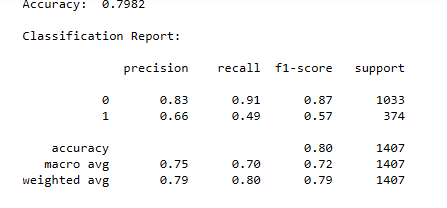 Accuracy: 0.7982
Classification Report:
precision recall f1-score support
0 0.83 0.91 0.87 1033
1 0.66 0.49 0.57 374
accuracy 0.80 1407
macro avg 0.75 0.70 0.72 1407
weighted avg 0.79 0.80 0.79 1407